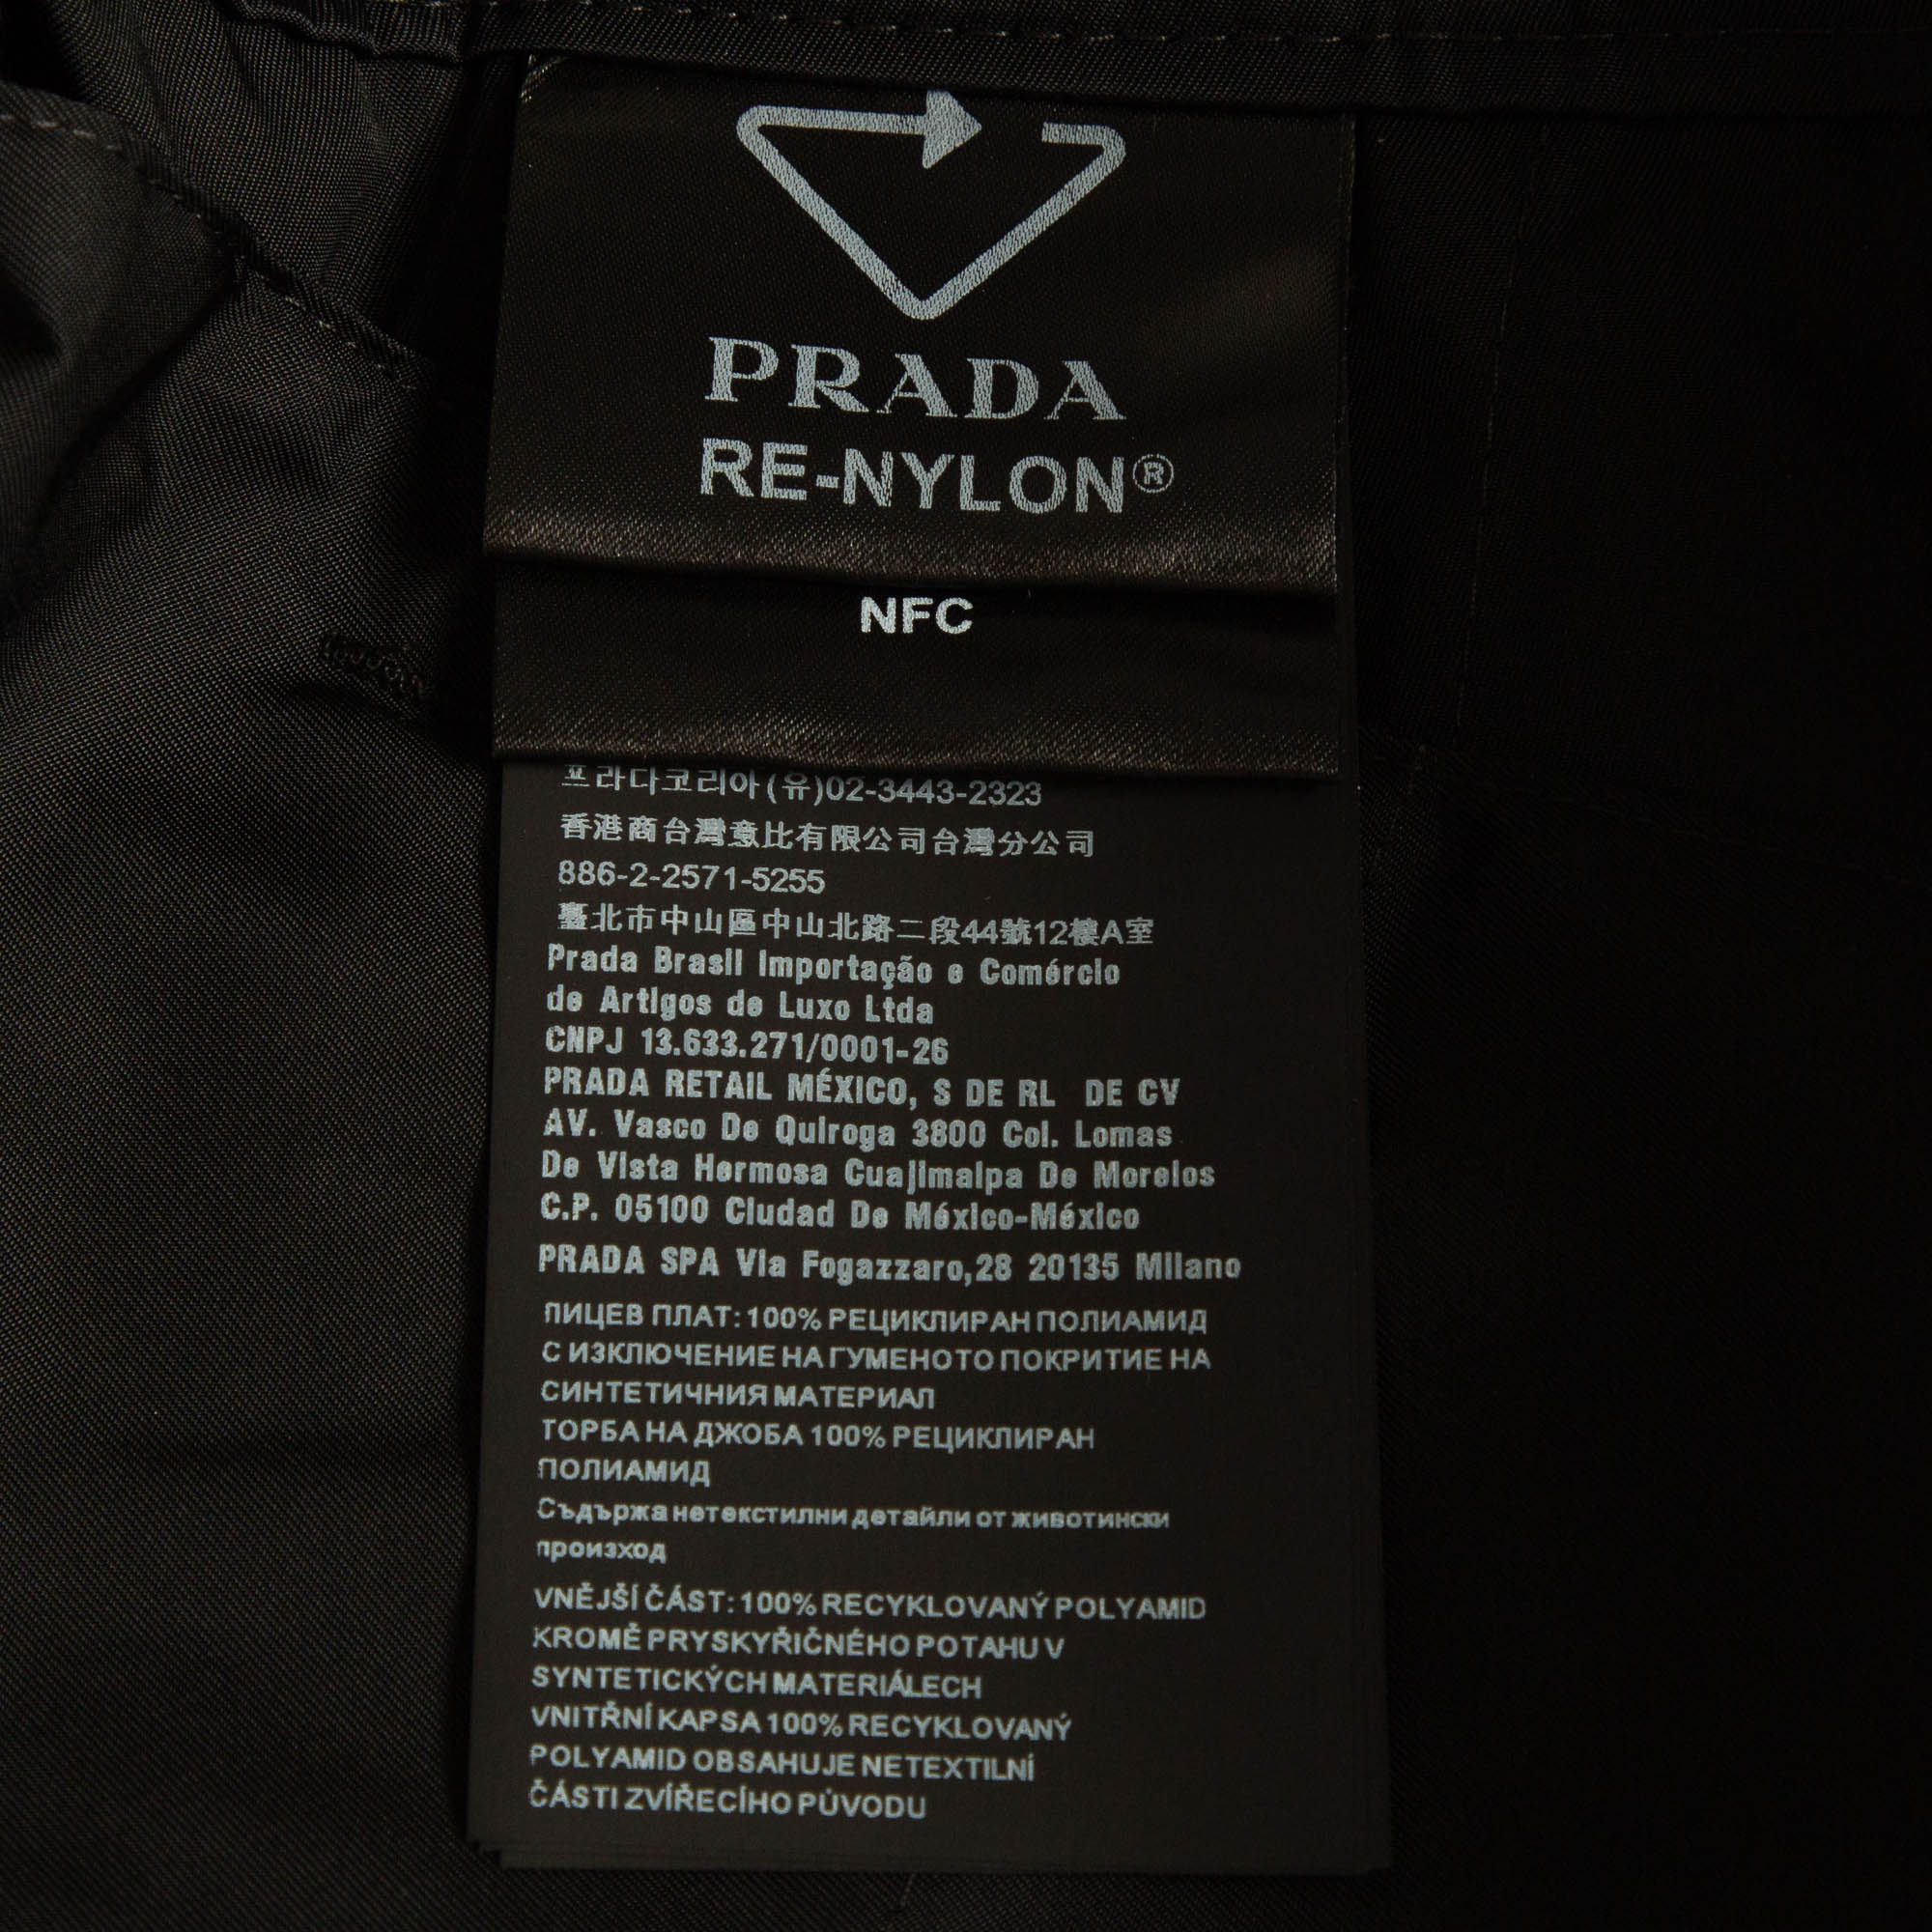 PRADA
RE-NYLON®
NFC
프라다코리아(유)02-3443-2323
香港商台灣意比有限公司台灣分公司
886-2-2571-5255
臺北市中山區中山北路二段44號12樓A室
Prada Brasil Importação e Comércio
de Artigos de Luxo Ltda
CNPJ 13.633.271/0001-26
PRADA RETAIL MÉXICO, S DE RL DE CV
AV. Vasco De Quiroga 3800 Col. Lomas
De Vista Hermosa Cuajimalpa De Morelos
C.P. 05100 Ciudad De México-México
PRADA SPA Via Fogazzaro,28 20135 Milano
ЛИЦЕВ ПЛАТ: 100% РЕЦИКЛИРАН ПОЛИАМИД
С ИЗКЛЮЧЕНИЕ НА ГУМЕНОТО ПОКРИТИЕ НА
СИНТЕТИЧНИЯ МАТЕРИАЛ
ТОРБА НА ДЖОБА 100% РЕЦИКЛИРАН
ПОЛИАМИД
Съдържа нетекстилни детайли от животински
произход
VNĚJŠÍ ČÁST: 100% RECYKLOVANÝ POLYAMID
KROMĚ PRYSKYŘIČNÉHO POTAHU V
SYNTETICKÝCH MATERIÁLECH
VNITŘNÍ KAPSA 100% RECYKLOVANÝ
POLYAMID OBSAHUJE NETEXTILNÍ
ČÁSTI ZVÍŘECÍHO PŮVODU